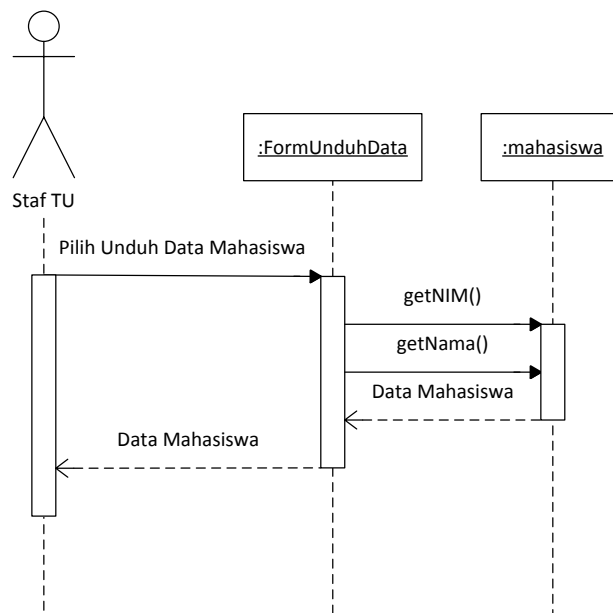 :FormUnduhData
:mahasiswa
Staf TU
Pilih Unduh Data Mahasiswa
getNIM()
getNama()
Data Mahasiswa
Data Mahasiswa